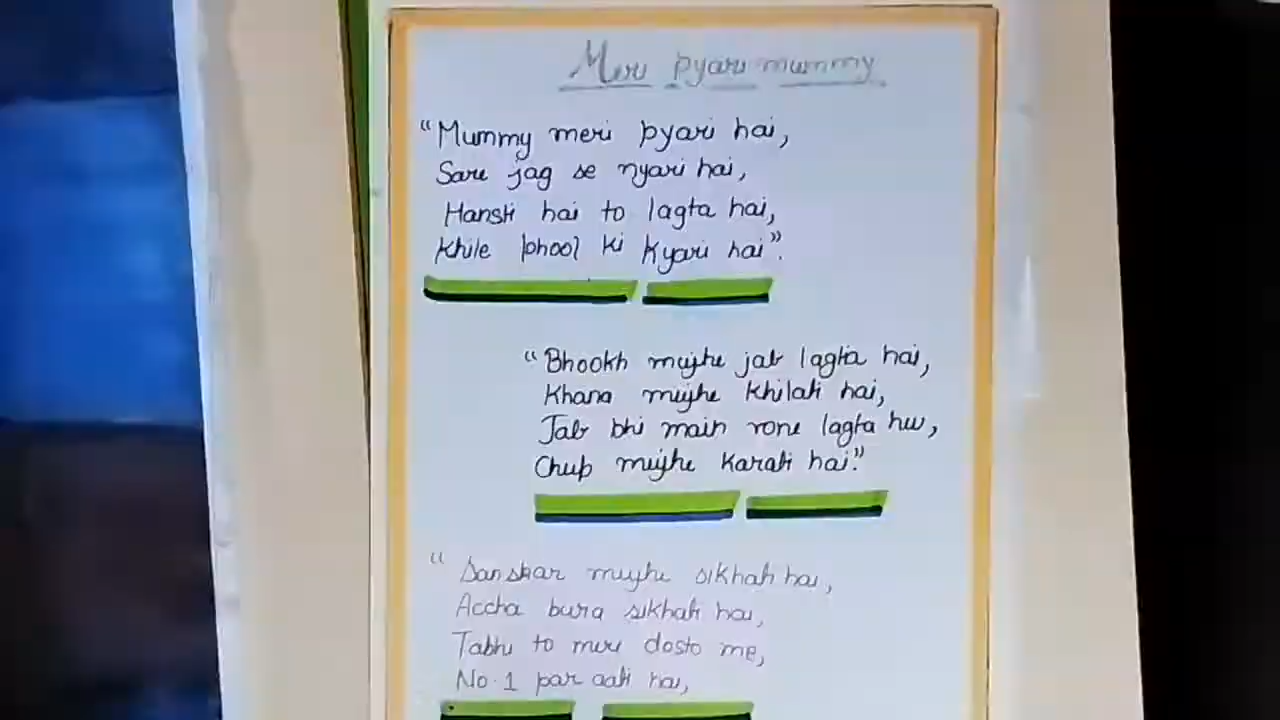 Meri pyari mummy
"Mummy meri pyari hai,
Sare jag se nyari hai,
Hansti hai to lagta hai,
Khile phool ki kyari hai".
"Bhookh mujhe jab lagta hai,
Khana mujhe khilati hai,
Jab bhi main rone lagta hu,
Chup mujhe karati hai."
"Sanskar mujhe sikhati hai,
Accha bura sikhati hai,
Tabhi to mere dosto me,
No.1 par aati hai,